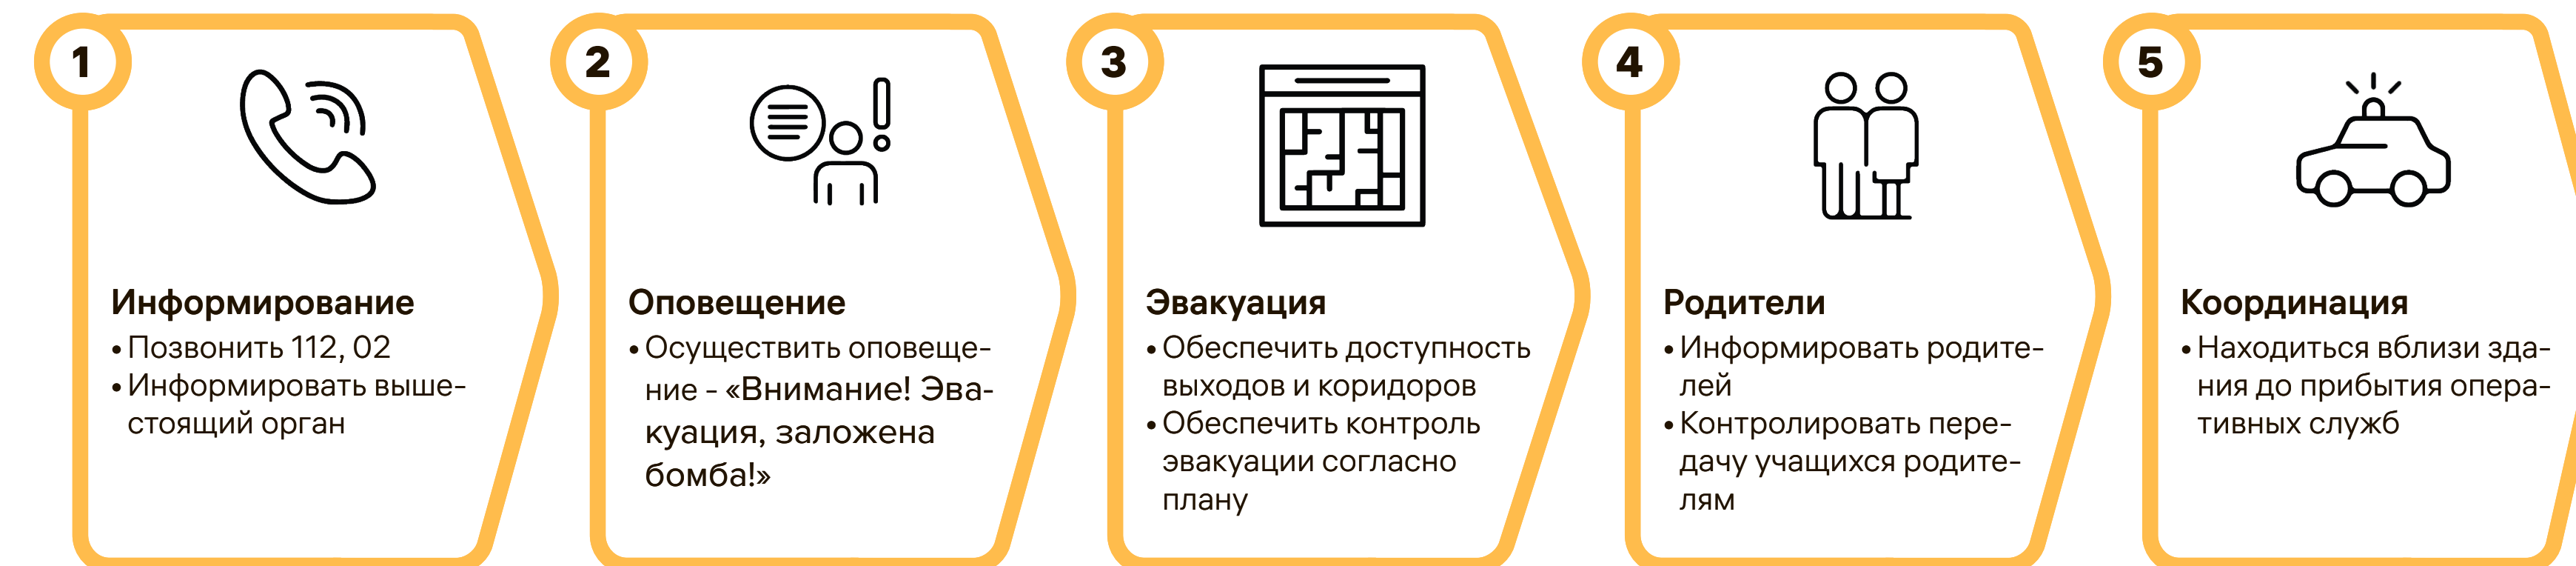 1
Информирование
• Позвонить 112, 02
• Информировать выше-
стоящий орган
2
Оповещение
• Осуществить оповеще-
ние - «Внимание! Эва-
куация, заложена
бомба!»
3
Эвакуация
• Обеспечить доступность
выходов и коридоров
• Обеспечить контроль
эвакуации согласно
плану
4
Родители
• Информировать родите-
лей
• Контролировать пере-
дачу учащихся родите-
лям
5
Координация
• Находиться вблизи зда-
ния до прибытия опера-
тивных служб